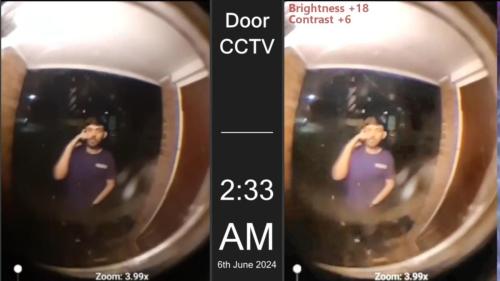 Door
CCTV
2:33
AM
6th June 2024
Zoom: 3.99x
Brightness +18
Contrast +6
Zoom: 3.99x